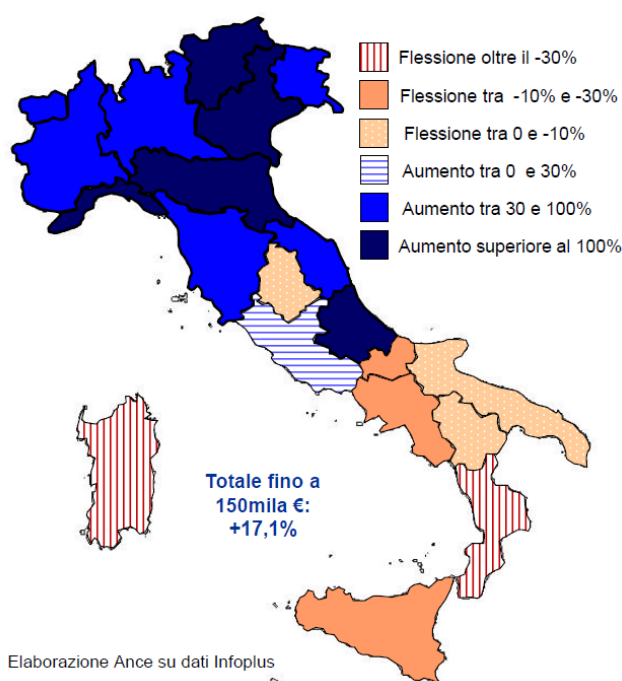 Flessione oltre il -30%
Flessione tra -10% e -30%
Flessione tra 0 e -10%
Aumento tra 0 e 30%
Aumento tra 30 e 100%
Aumento superiore al 100%
Totale fino a
150mila €:
+17,1%
Elaborazione Ance su dati Infoplus